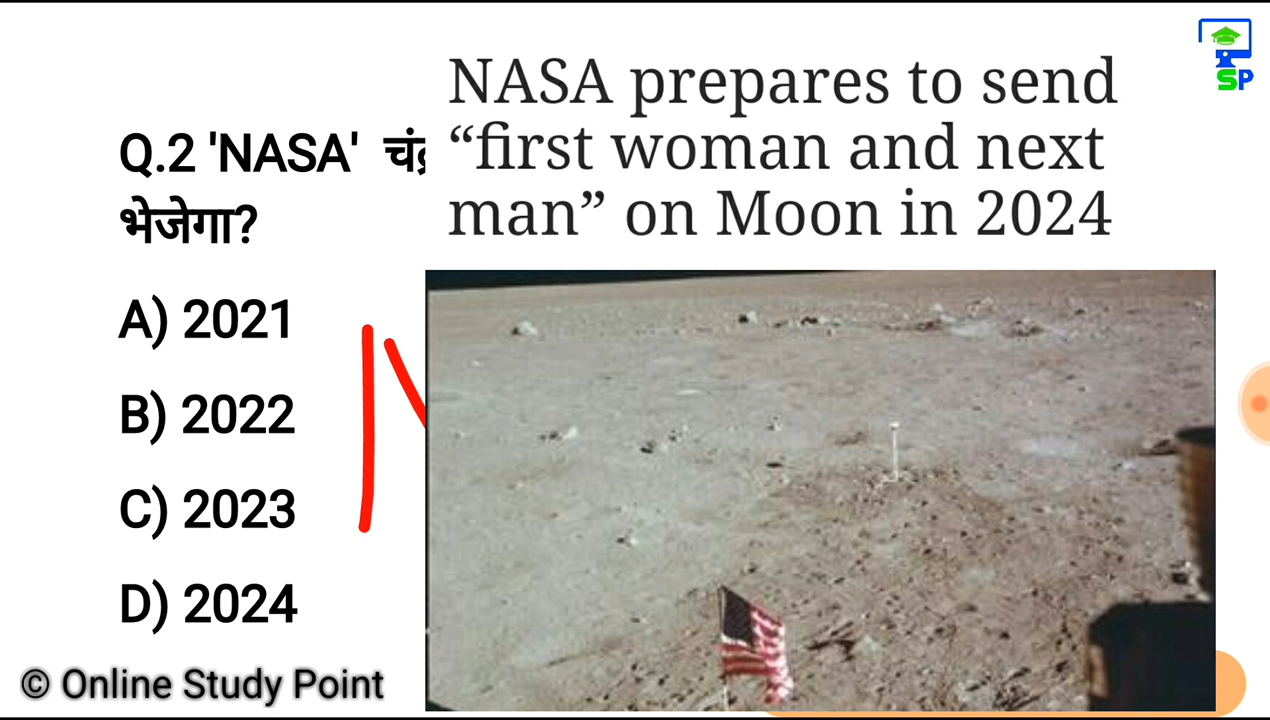 SP
NASA prepares to send
“first woman and next
man” on Moon in 2024
Q.2 'NASA'
भेजेगा?
A) 2021
B) 2022
C) 2023
D) 2024
© Online Study Point